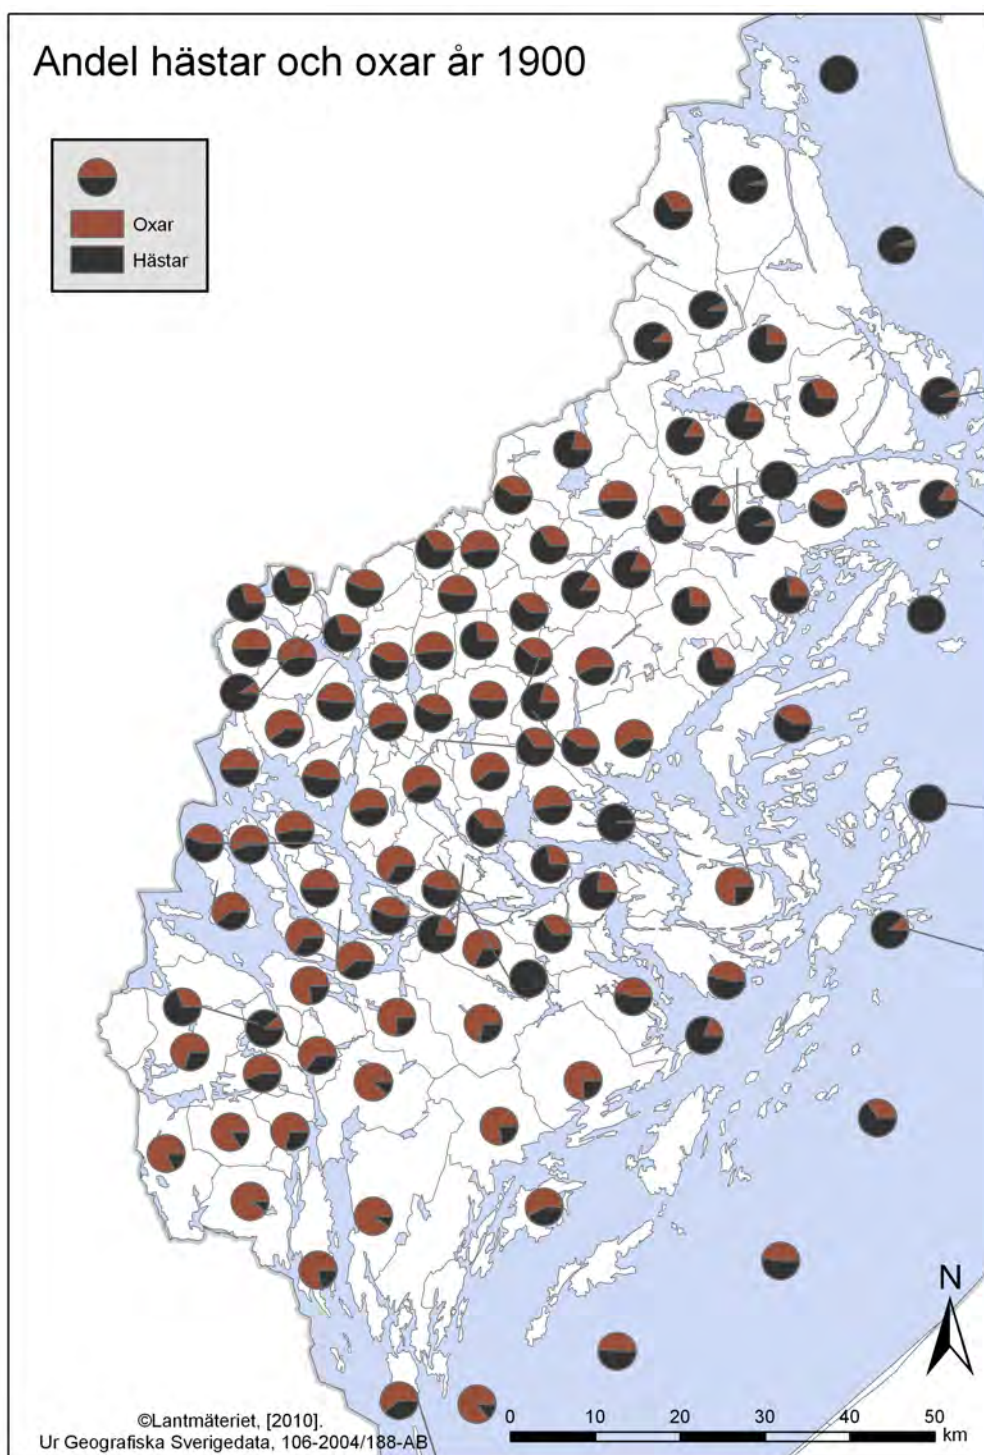 Andel hästar och oxar år 1900
Oxar
Hästar
N
0 10 20 30 40 50
km
©Lantmäteriet, [2010].
Ur Geografiska Sverigedata, 106-2004/188-AB